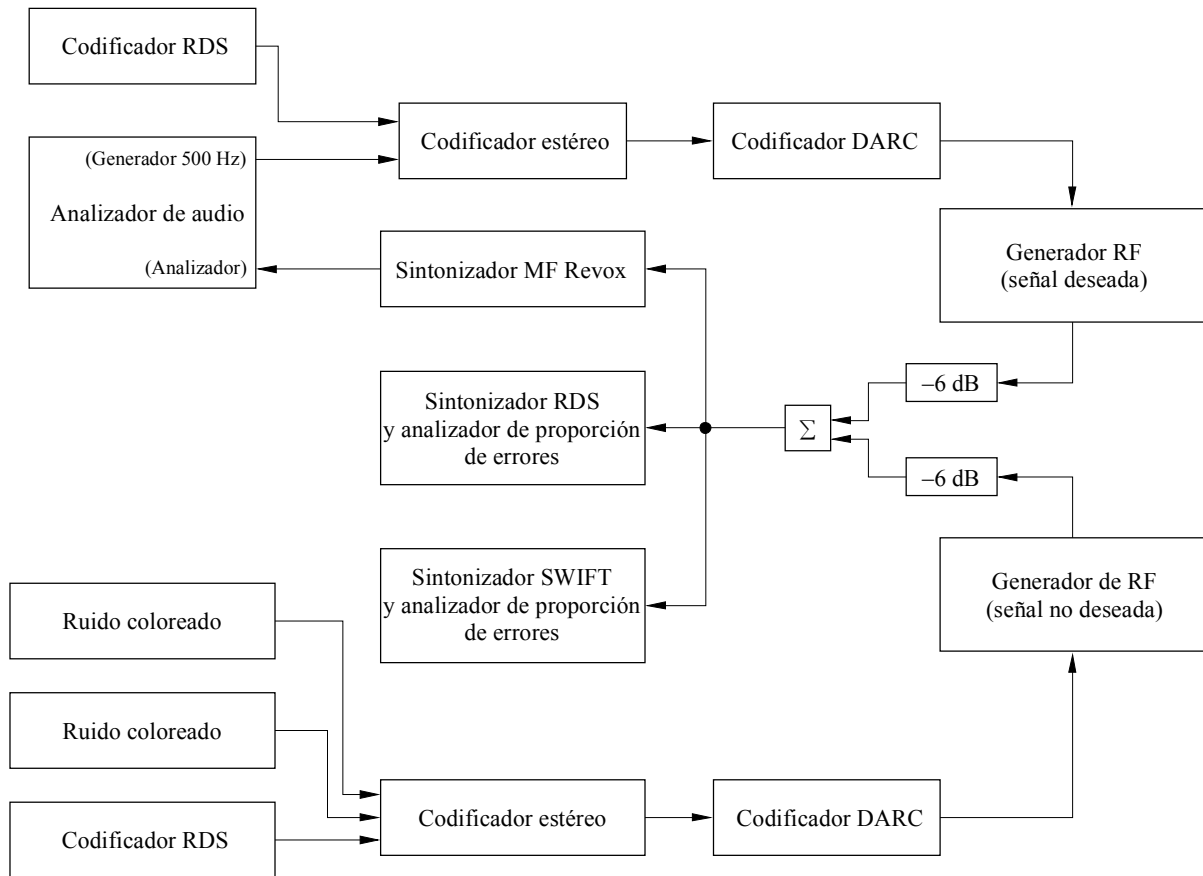 Codificador RDS
(Generador 500 Hz)
Analizador de audio
(Analizador)
Codificador estéreo
Codificador DARC
Generador RF
(señal deseada)
Sintonizador MF Revox
–6 dB
Sintonizador RDS
y analizador de proporción
de errores
Σ
–6 dB
Sintonizador SWIFT
y analizador de proporción
de errores
Generador de RF
(señal no deseada)
Ruido coloreado
Ruido coloreado
Codificador RDS
Codificador estéreo
Codificador DARC